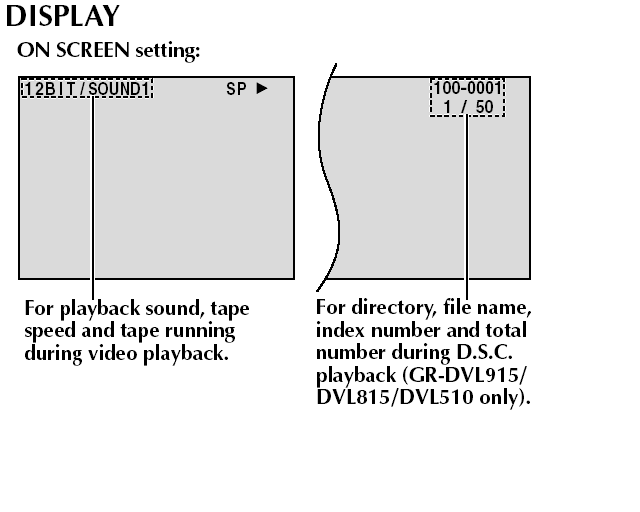 DISPLAY
ON SCREEN setting:
12BIT/SOUND1 SP ►
100-0001
1 / 50
For playback sound, tape
speed and tape running
during video playback.
For directory, file name,
index number and total
number during D.S.C.
playback (GR-DVL915/
DVL815/DVL510 only).